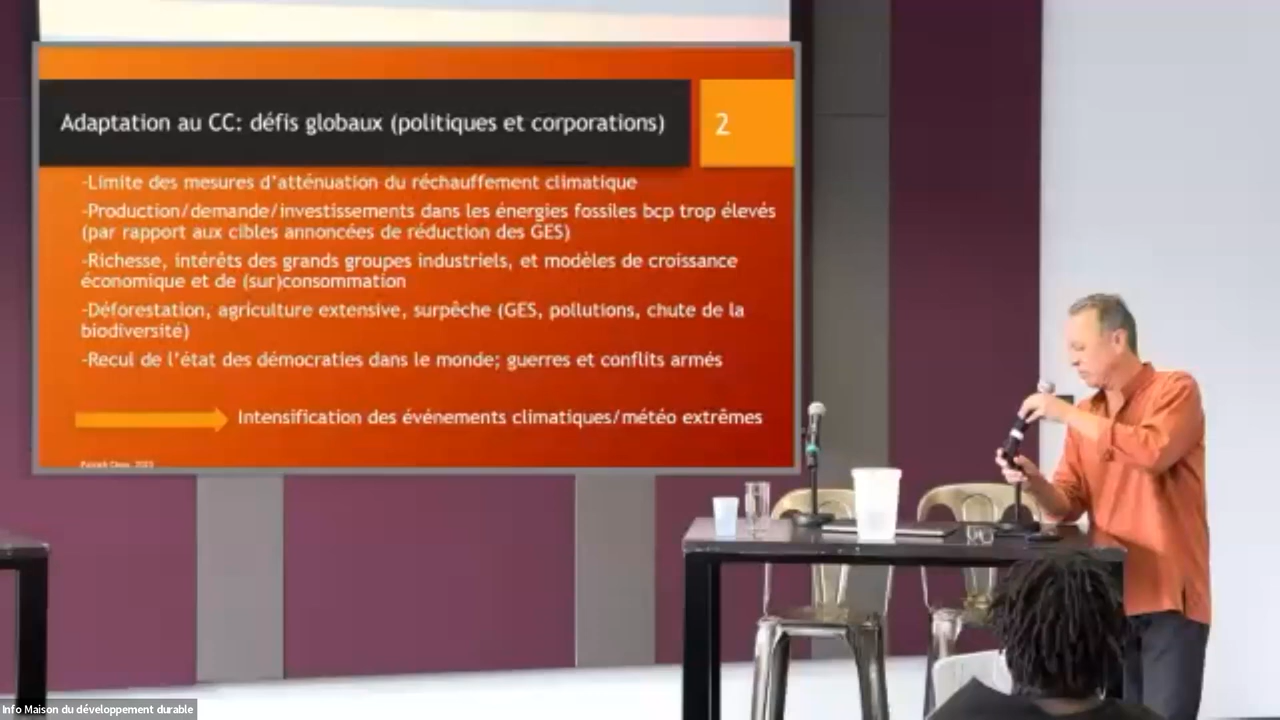 Adaptation au CC: défis globaux (politiques et corporations)
2
-Limite des mesures d'atténuation du réchauffement climatique
-Production/demande/investissements dans les énergies fossiles bcp trop élevés
(par rapport aux cibles annoncées de réduction des GES)
-Richesse, intérêts des grands groupes industriels, et modèles de croissance
économique et de (sur)consommation
-Déforestation, agriculture extensive, surpêche (GES, pollutions, chute de la
biodiversité)
-Recul de l'état des démocraties dans le monde; guerres et conflits armés
Intensification des événements climatiques/météo extrêmes
Info Maison du développement durable